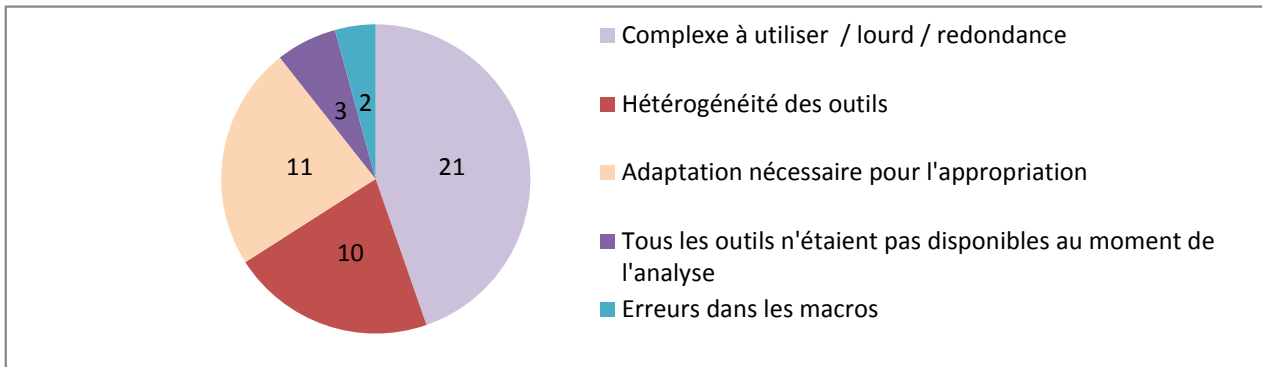 Complexe à utiliser / lourd / redondance
Hétérogénéité des outils
Adaptation nécessaire pour l'appropriation
Tous les outils n'étaient pas disponibles au moment de
l'analyse
Erreurs dans les macros
21
10
11
3
2